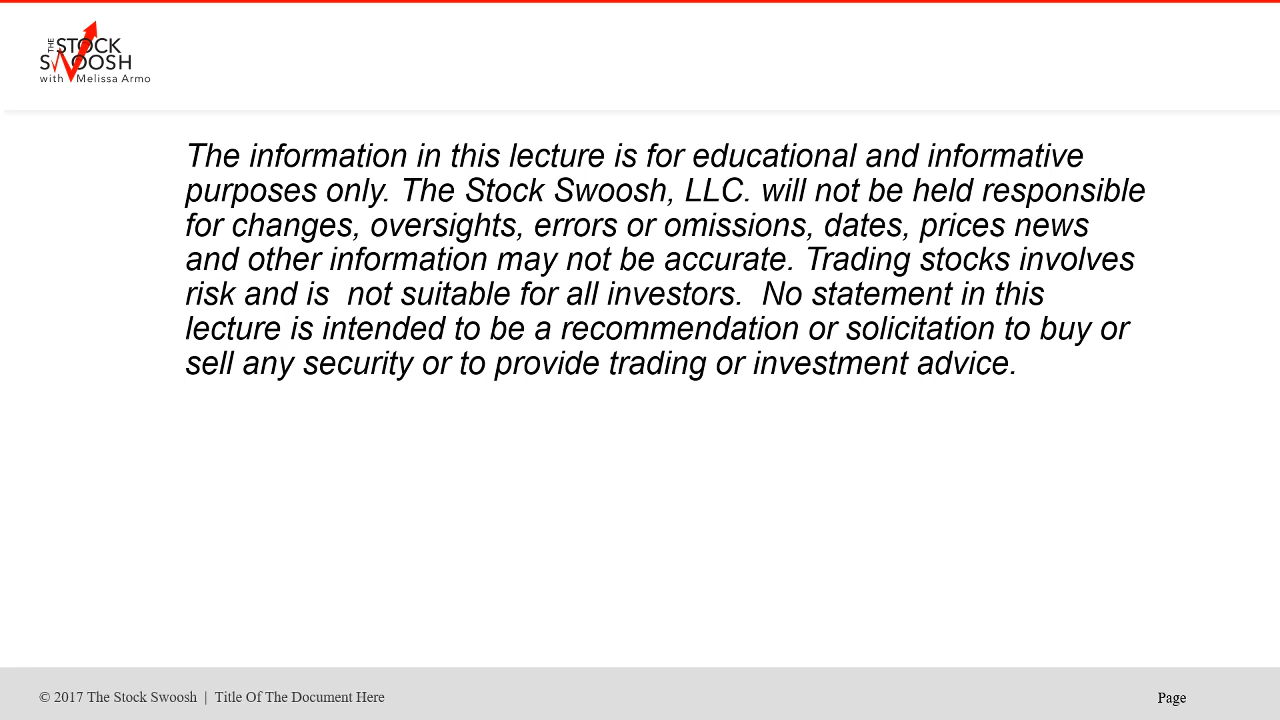 THE STOCK
SWOOSH
with Melissa Armo
The information in this lecture is for educational and informative
purposes only. The Stock Swoosh, LLC. will not be held responsible
for changes, oversights, errors or omissions, dates, prices news
and other information may not be accurate. Trading stocks involves
risk and is  not suitable for all investors.  No statement in this
lecture is intended to be a recommendation or solicitation to buy or
sell any security or to provide trading or investment advice.
© 2017 The Stock Swoosh | Title Of The Document Here
Page